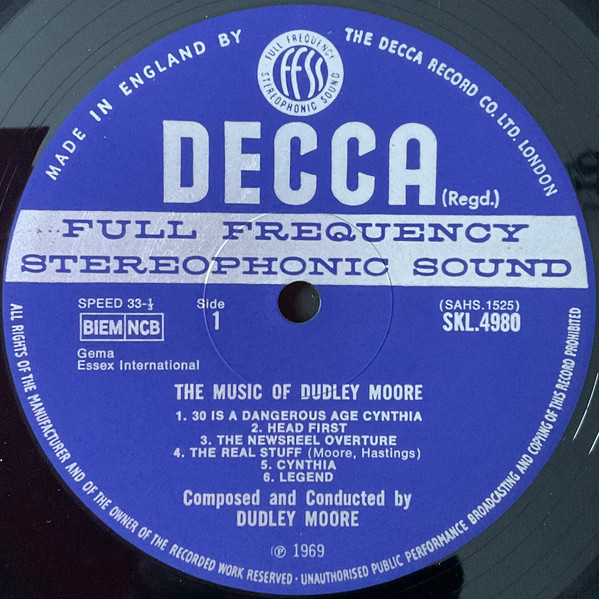 MADE IN ENGLAND BY
THE DECCA RECORD CO. LTD. LONDON
FULL FREQUENCY
FFSS
STEREOPHONIC SOUND
DECCA (Regd.)
FULL FREQUENCY
STEREOPHONIC SOUND
SPEED 33-⅓
BIEM NCB
Gema
Essex International
Side
1
(SAHS.1525)
SKL.4980
THE MUSIC OF DUDLEY MOORE
1. 30 IS A DANGEROUS AGE CYNTHIA
2. HEAD FIRST
3. THE NEWSREEL OVERTURE
4. THE REAL STUFF (Moore, Hastings)
5. CYNTHIA
6. LEGEND
Composed and Conducted by
DUDLEY MOORE
℗ 1969
ALL RIGHTS OF THE MANUFACTURER AND OF THE OWNER OF THE RECORDED WORK RESERVED · UNAUTHORISED PUBLIC PERFORMANCE BROADCASTING AND COPYING OF THIS RECORD PROHIBITED